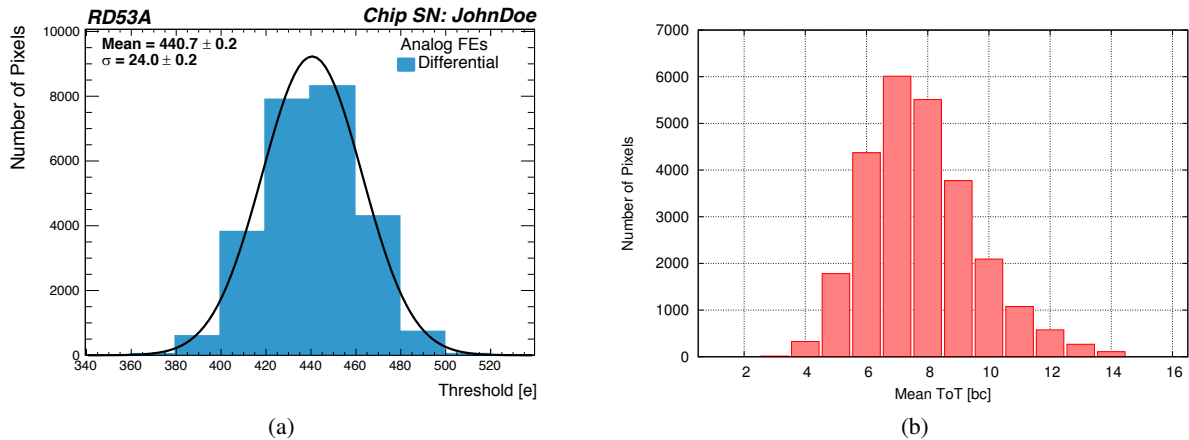 RD53A Chip SN: JohnDoe
Mean = 440.7 ± 0.2
σ = 24.0 ± 0.2
Analog FEs
Differential
Number of Pixels
10000
8000
6000
4000
2000
0
340 360 380 400 420 440 460 480 500 520
Threshold [e]
(a)
Number of Pixels
7000
6000
5000
4000
3000
2000
1000
0
2 4 6 8 10 12 14 16
Mean ToT [bc]
(b)